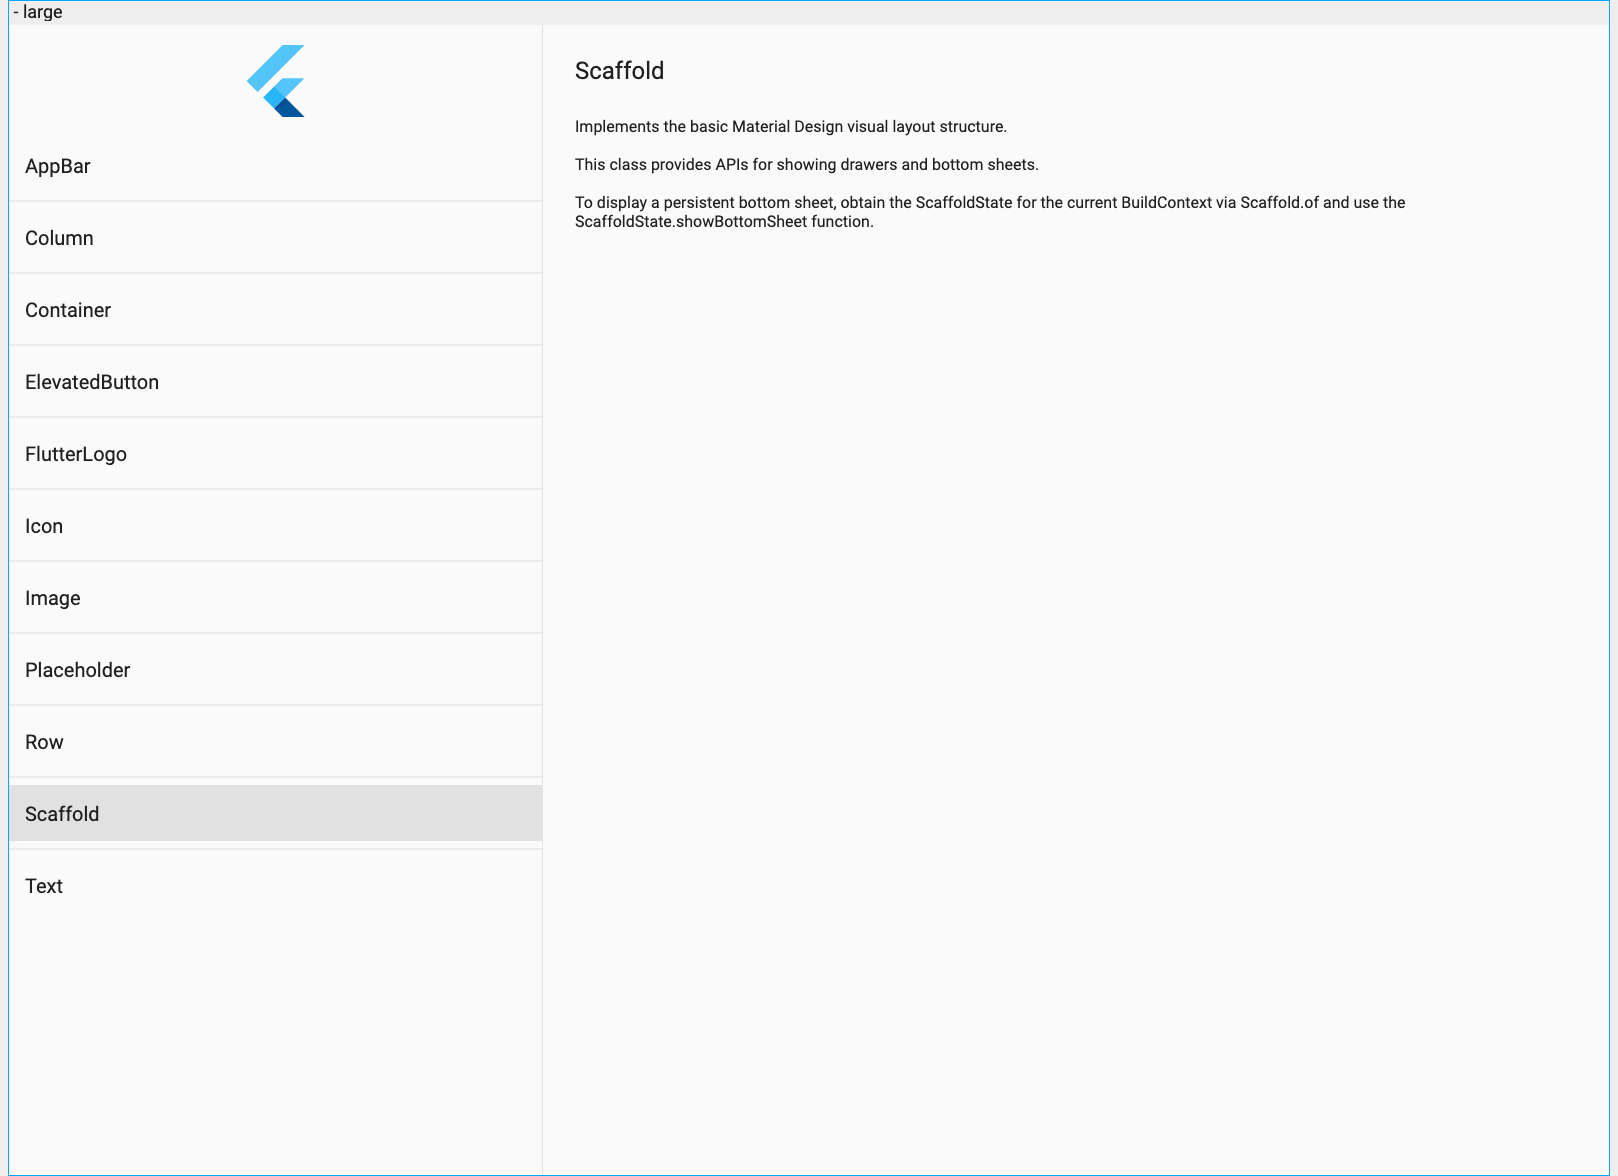 - large
AppBar
Column
Container
ElevatedButton
FlutterLogo
Icon
Image
Placeholder
Row
Scaffold
Text
Scaffold
Implements the basic Material Design visual layout structure.
This class provides APIs for showing drawers and bottom sheets.
To display a persistent bottom sheet, obtain the ScaffoldState for the current BuildContext via Scaffold.of and use the
ScaffoldState.showBottomSheet function.